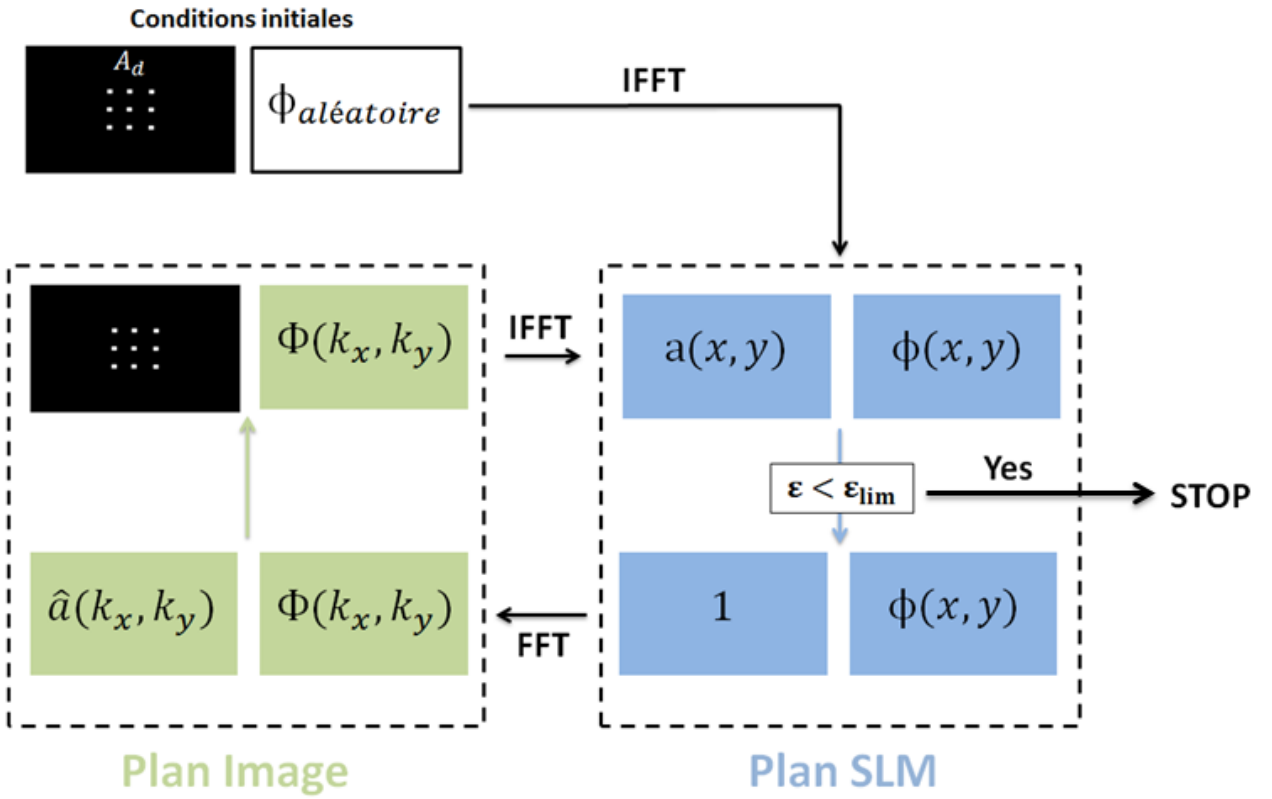 Conditions initiales
A_d
ϕ_aléatoire
IFFT
Φ(k_x, k_y)
IFFT
a(x, y)
ϕ(x, y)
ε < ε_lim
Yes
STOP
â(k_x, k_y)
Φ(k_x, k_y)
FFT
1
ϕ(x, y)
Plan Image
Plan SLM